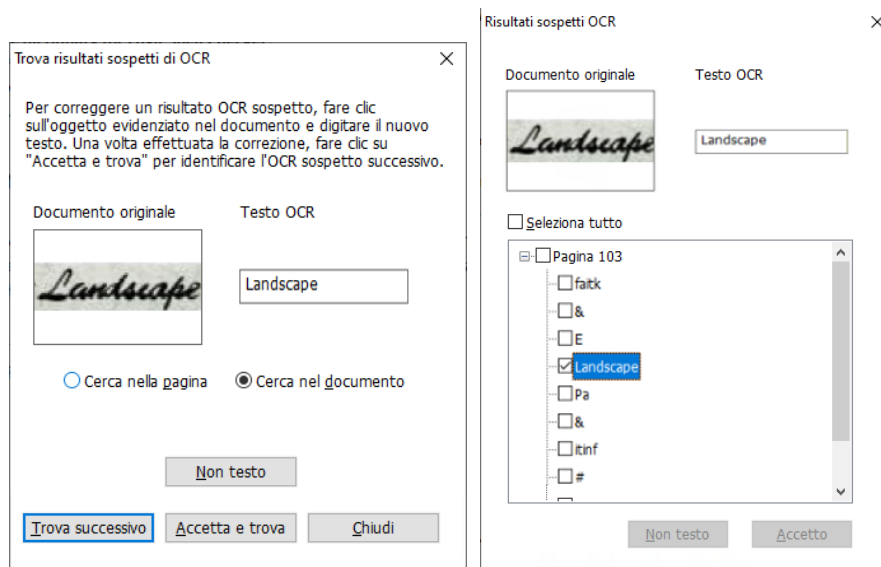 Trova risultati sospetti di OCR
Per correggere un risultato OCR sospetto, fare clic
sull'oggetto evidenziato nel documento e digitare il nuovo
testo. Una volta effettuata la correzione, fare clic su
"Accetta e trova" per identificare l'OCR sospetto successivo.
Documento originale Testo OCR
Landscape Landscape
Cerca nella pagina Cerca nel documento
Non testo
Trova successivo Accetta e trova Chiudi
Risultati sospetti OCR
Documento originale Testo OCR
Landscape Landscape
Seleziona tutto
Pagina 103
faitk
&
E
Landscape
Pa
&
itinf
#
Non testo Accetto